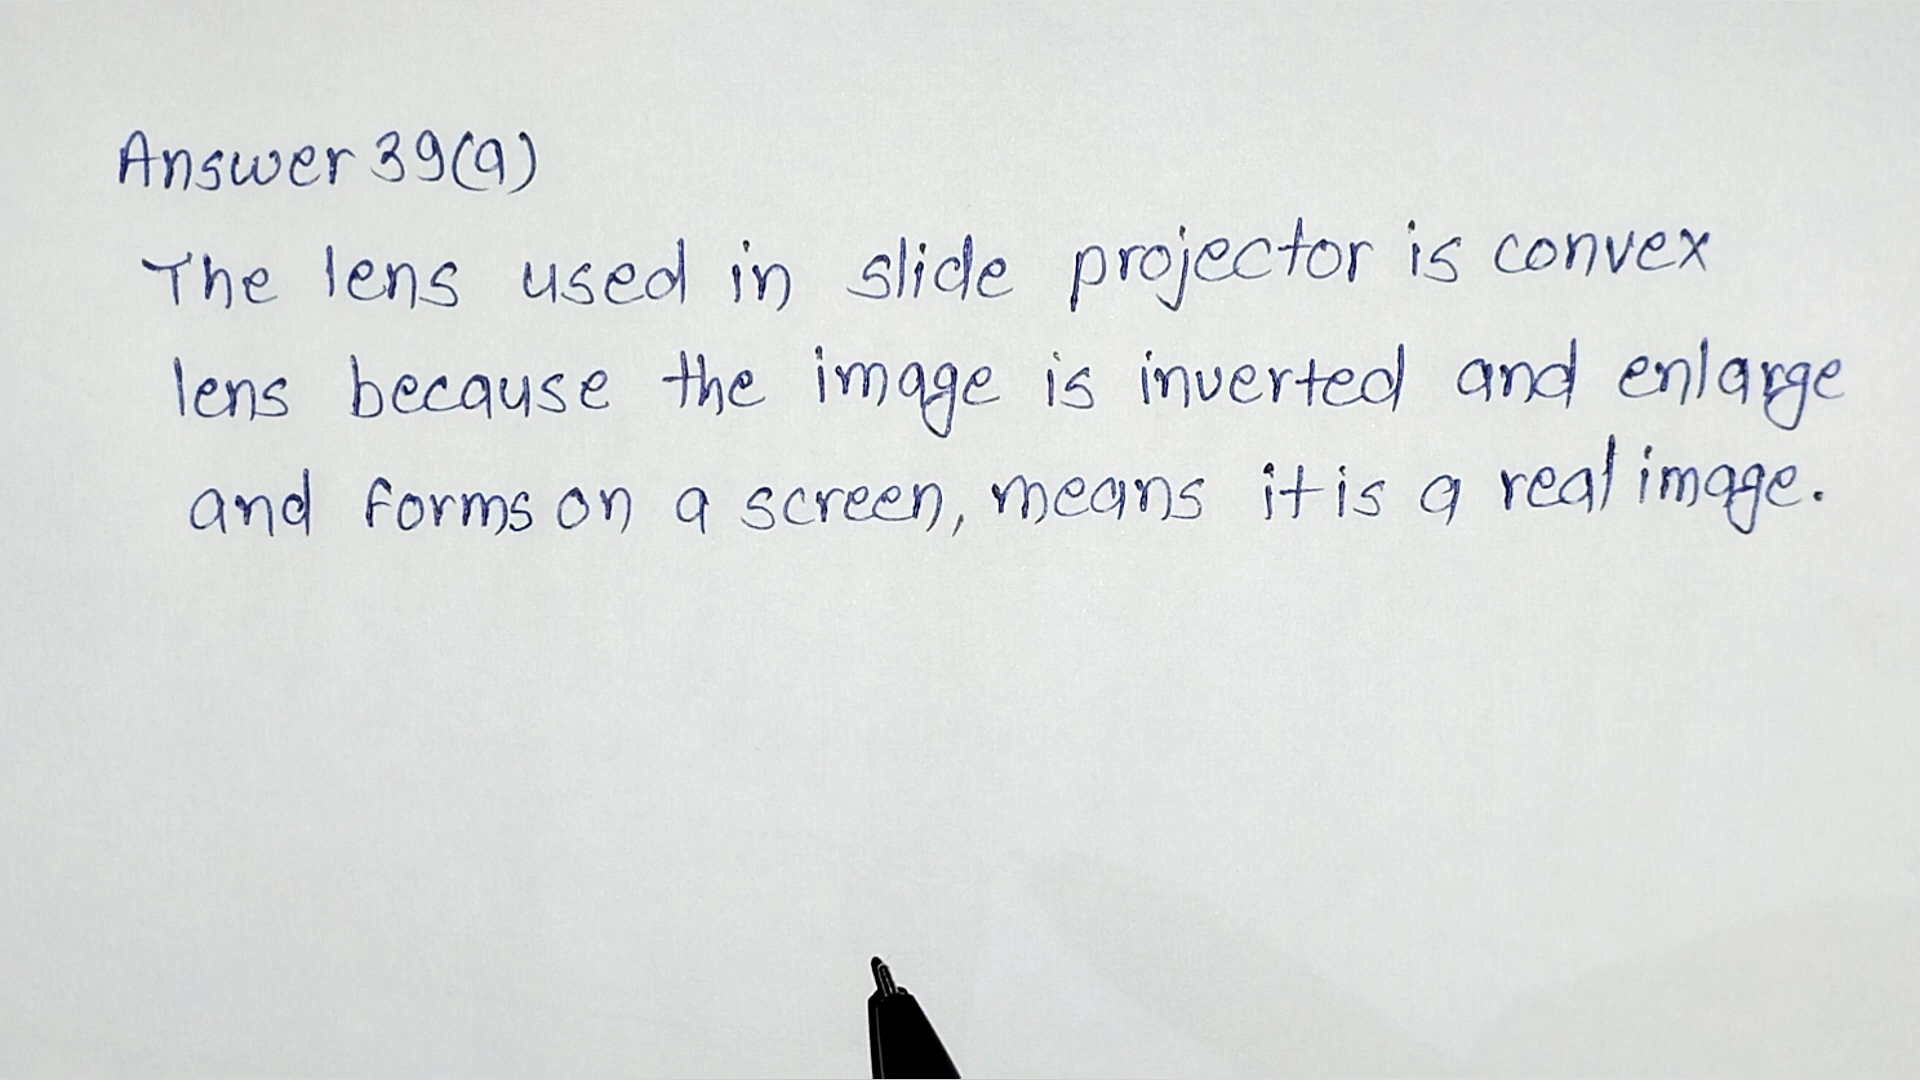 Answer 39(a)
The lens used in slide projector is convex
lens because the image is inverted and enlarge
and forms on a screen, means it is a real image.